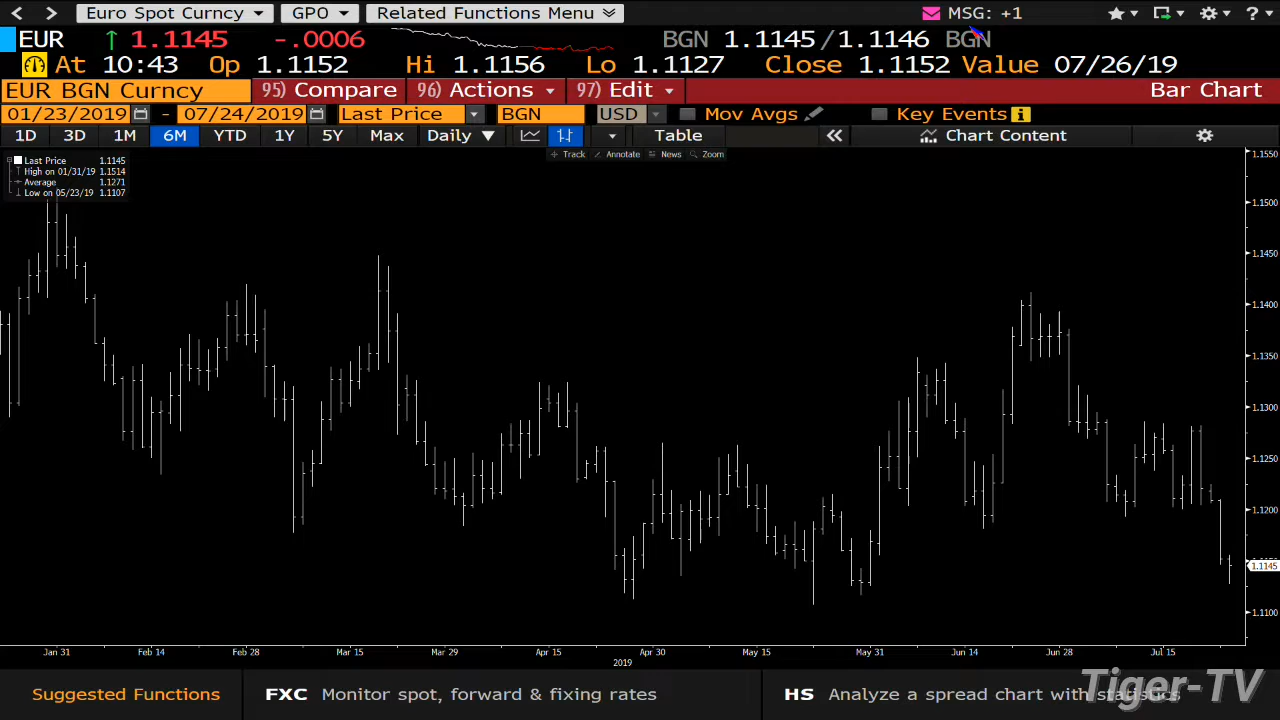 Euro Spot Curncy GPO Related Functions Menu MSG: +1 ?
EUR ↑ 1.1145 -.0006 BGN 1.1145/1.1146 BGN
At 10:43 Op 1.1152 Hi 1.1156 Lo 1.1127 Close 1.1152 Value 07/26/19
EUR BGN Curncy 95) Compare 96) Actions 97) Edit Bar Chart
01/23/2019 - 07/24/2019 Last Price BGN USD Mov Avgs Key Events
1D 3D 1M 6M YTD 1Y 5Y Max Daily ▼ Table « Chart Content
Track Annotate News Zoom
Last Price 1.1145
High on 01/31/19 1.1514
Average 1.1271
Low on 05/23/19 1.1107
1.1550
1.1500
1.1450
1.1400
1.1350
1.1300
1.1250
1.1200
1.1145
1.1100
Jan 31 Feb 14 Feb 28 Mar 15 Mar 29 Apr 15 Apr 30 May 15 May 31 Jun 14 Jun 28 Jul 15
2019
Suggested Functions FXC Monitor spot, forward & fixing rates HS Analyze a spread chart with statistics
Tiger-TV